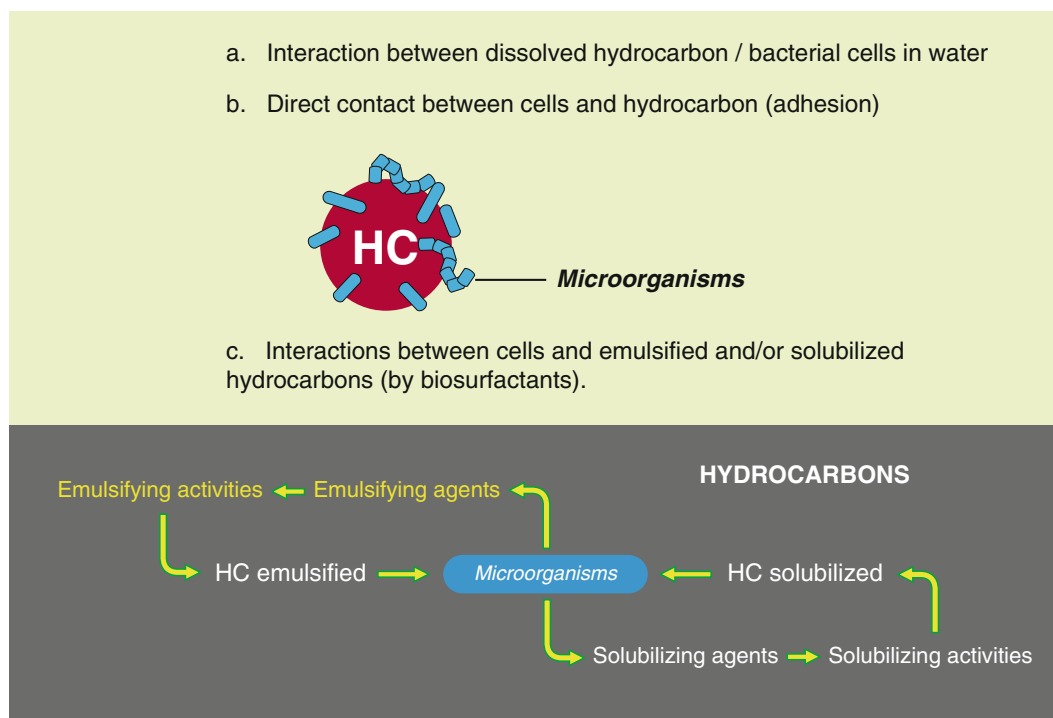 a. Interaction between dissolved hydrocarbon / bacterial cells in water
b. Direct contact between cells and hydrocarbon (adhesion)
HC
Microorganisms
c. Interactions between cells and emulsified and/or solubilized
hydrocarbons (by biosurfactants).
HYDROCARBONS
Emulsifying activities
Emulsifying agents
HC emulsified
Microorganisms
HC solubilized
Solubilizing agents
Solubilizing activities